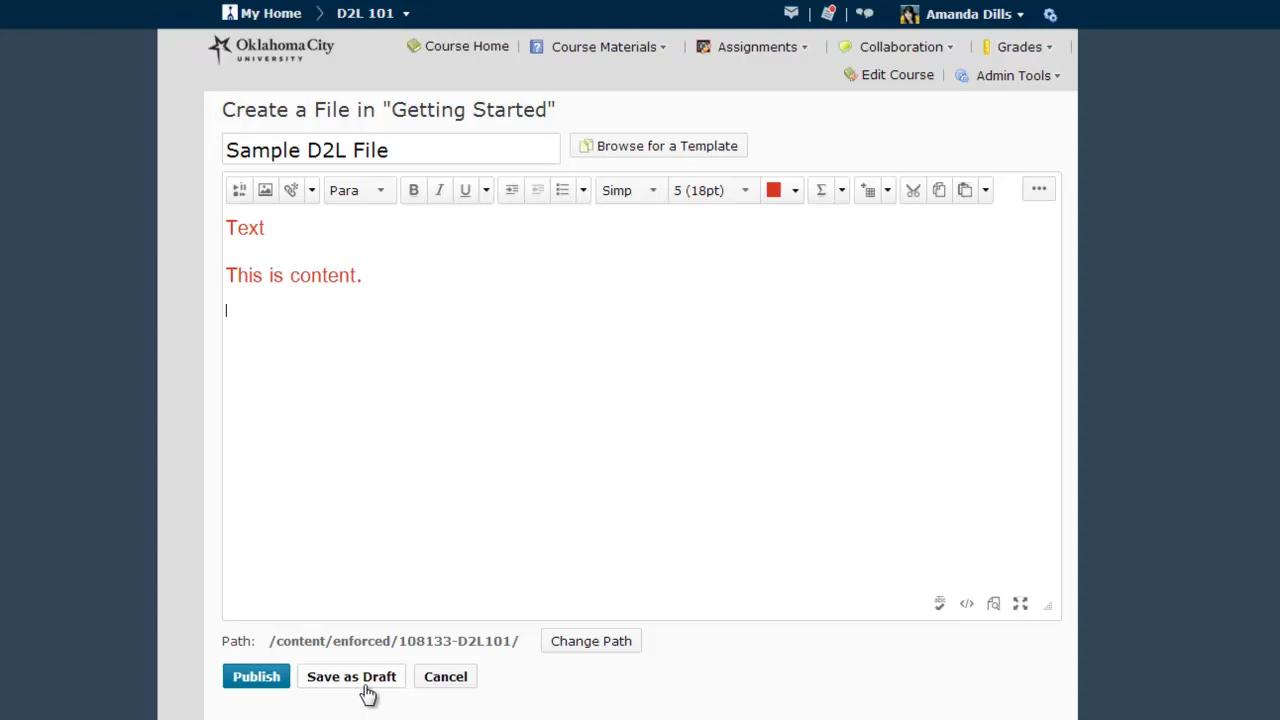 My Home D2L 101 Amanda Dills
Oklahoma City
UNIVERSITY
Course Home Course Materials Assignments Collaboration Grades
Edit Course Admin Tools
Create a File in "Getting Started"
Sample D2L File Browse for a Template
Para B I U Simp 5 (18pt) Σ
Text
This is content.
Path: /content/enforced/108133-D2L101/ Change Path
Publish Save as Draft Cancel